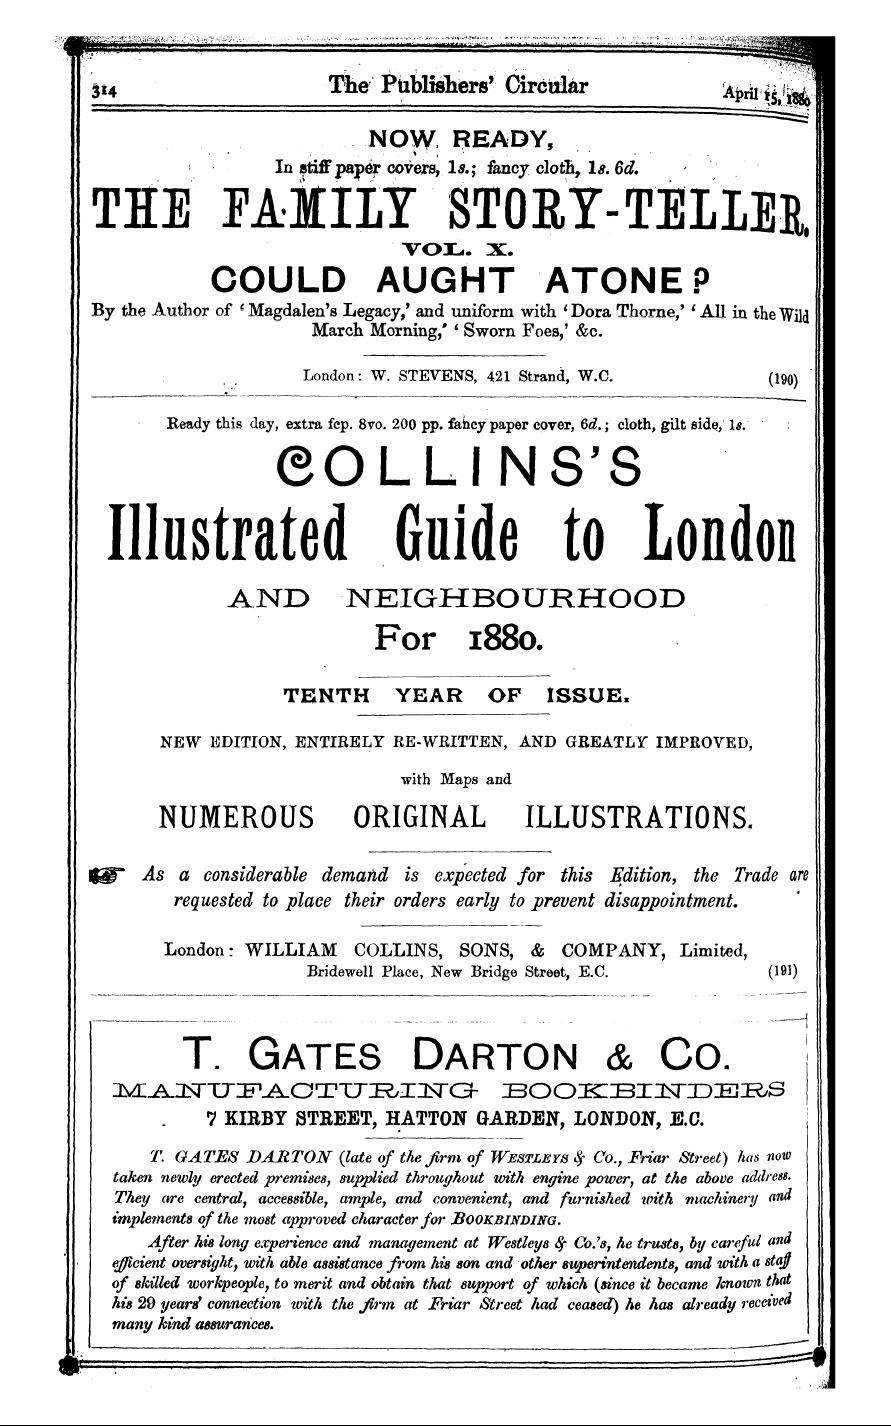 314 The Publishers' Circular April 15, 1880
NOW READY,
In stiff paper covers, 1s.; fancy cloth, 1s. 6d.
THE FAMILY STORY-TELLER.
VOL. X.
COULD AUGHT ATONE?
By the Author of 'Magdalen's Legacy,' and uniform with 'Dora Thorne,' 'All in the Wild
March Morning,' 'Sworn Foes,' &c.
London: W. STEVENS, 421 Strand, W.C. (190)
Ready this day, extra fcp. 8vo. 200 pp. fancy paper cover, 6d.; cloth, gilt side, 1s.
COLLINS'S
Illustrated Guide to London
AND NEIGHBOURHOOD
For 1880.
TENTH YEAR OF ISSUE.
NEW EDITION, ENTIRELY RE-WRITTEN, AND GREATLY IMPROVED,
with Maps and
NUMEROUS ORIGINAL ILLUSTRATIONS.
☞ As a considerable demand is expected for this Edition, the Trade are
requested to place their orders early to prevent disappointment.
London: WILLIAM COLLINS, SONS, & COMPANY, Limited,
Bridewell Place, New Bridge Street, E.C. (191)
T. GATES DARTON & CO.
MANUFACTURING BOOKBINDERS
7 KIRBY STREET, HATTON GARDEN, LONDON, E.C.
T. GATES DARTON (late of the firm of WESTLEYS & Co., Friar Street) has now
taken newly erected premises, supplied throughout with engine power, at the above address.
They are central, accessible, ample, and convenient, and furnished with machinery and
implements of the most approved character for BOOKBINDING.
After his long experience and management at Westleys & Co.'s, he trusts, by careful and
efficient oversight, with able assistance from his son and other superintendents, and with a staff
of skilled workpeople, to merit and obtain that support of which (since it became known that
his 29 years' connection with the firm at Friar Street had ceased) he has already received
many kind assurances.